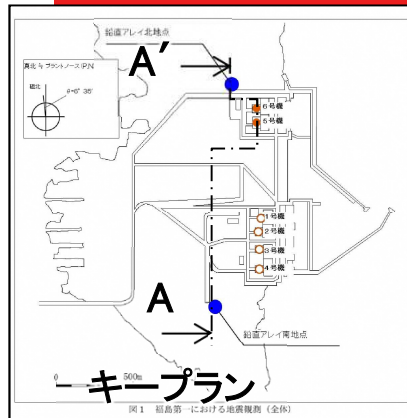 鉛直アレイ北地点
A′
真北 プラントノース(P.N)
磁北
θ=6° 36′
6号機
5号機
1号機
2号機
3号機
4号機
A
鉛直アレイ南地点
0 500m
キープラン
図1 福島第一における地震観測(全体)